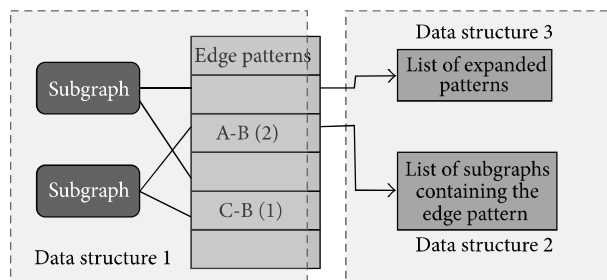 Edge patterns
Subgraph
A-B (2)
Subgraph
C-B (1)
Data structure 1
Data structure 3
List of expanded
patterns
List of subgraphs
containing the
edge pattern
Data structure 2